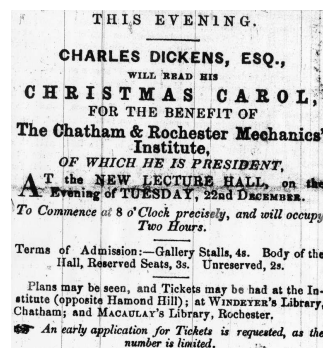 THIS EVENING.
CHARLES DICKENS, ESQ.,
WILL READ HIS
CHRISTMAS CAROL,
FOR THE BENEFIT OF
The Chatham & Rochester Mechanics'
Institute,
OF WHICH HE IS PRESIDENT,
AT the NEW LECTURE HALL, on the
Evening of TUESDAY, 22ND DECEMBER.
To Commence at 8 o'Clock precisely, and will occupy
Two Hours.
Terms of Admission:—Gallery Stalls, 4s. Body of the
Hall, Reserved Seats, 3s. Unreserved, 2s.
Plans may be seen, and Tickets may be had at the In-
stitute (opposite Hamond Hill); at WINDEYER'S Library,
Chatham; and MACAULAY'S Library, Rochester.
☞ An early application for Tickets is requested, as the
number is limited.